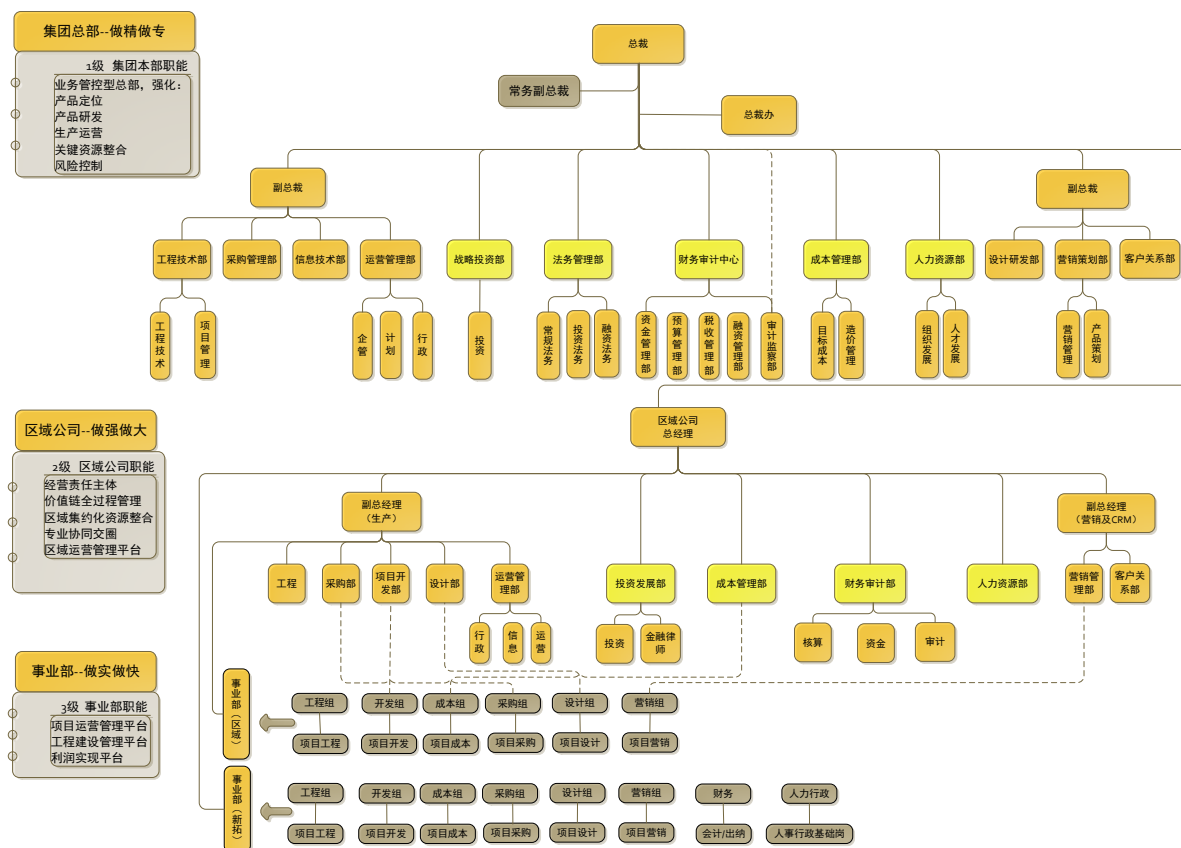 集团总部--做精做专
1级 集团本部职能
业务管控型总部，强化：
产品定位
产品研发
生产运营
关键资源整合
风险控制
总裁
常务副总裁
总裁办
副总裁
副总裁
工程技术部
采购管理部
信息技术部
运营管理部
战略投资部
法务管理部
财务审计中心
成本管理部
人力资源部
设计研发部
营销策划部
客户关系部
工程技术
项目管理
企管
计划
行政
投资
常规法务
投资法务
融资法务
资金管理部
预算管理部
税收管理部
融资管理部
审计监察部
目标成本
造价管理
组织发展
人才发展
营销管理
产品策划
区域公司--做强做大
2级 区域公司职能
经营责任主体
价值链全过程管理
区域集约化资源整合
专业协同交圈
区域运营管理平台
区域公司
总经理
副总经理
（生产）
副总经理
（营销及CRM）
工程
采购部
项目开
发部
设计部
运营管
理部
投资发展部
成本管理部
财务审计部
人力资源部
营销管
理部
客户关
系部
行政
信息
运营
投资
金融律
师
核算
资金
审计
事业部--做实做快
3级 事业部职能
项目运营管理平台
工程建设管理平台
利润实现平台
事业部（区域）
工程组
开发组
成本组
采购组
设计组
营销组
项目工程
项目开发
项目成本
项目采购
项目设计
项目营销
事业部（新拓）
工程组
开发组
成本组
采购组
设计组
营销组
财务
人力行政
项目工程
项目开发
项目成本
项目采购
项目设计
项目营销
会计/出纳
人事行政基础岗